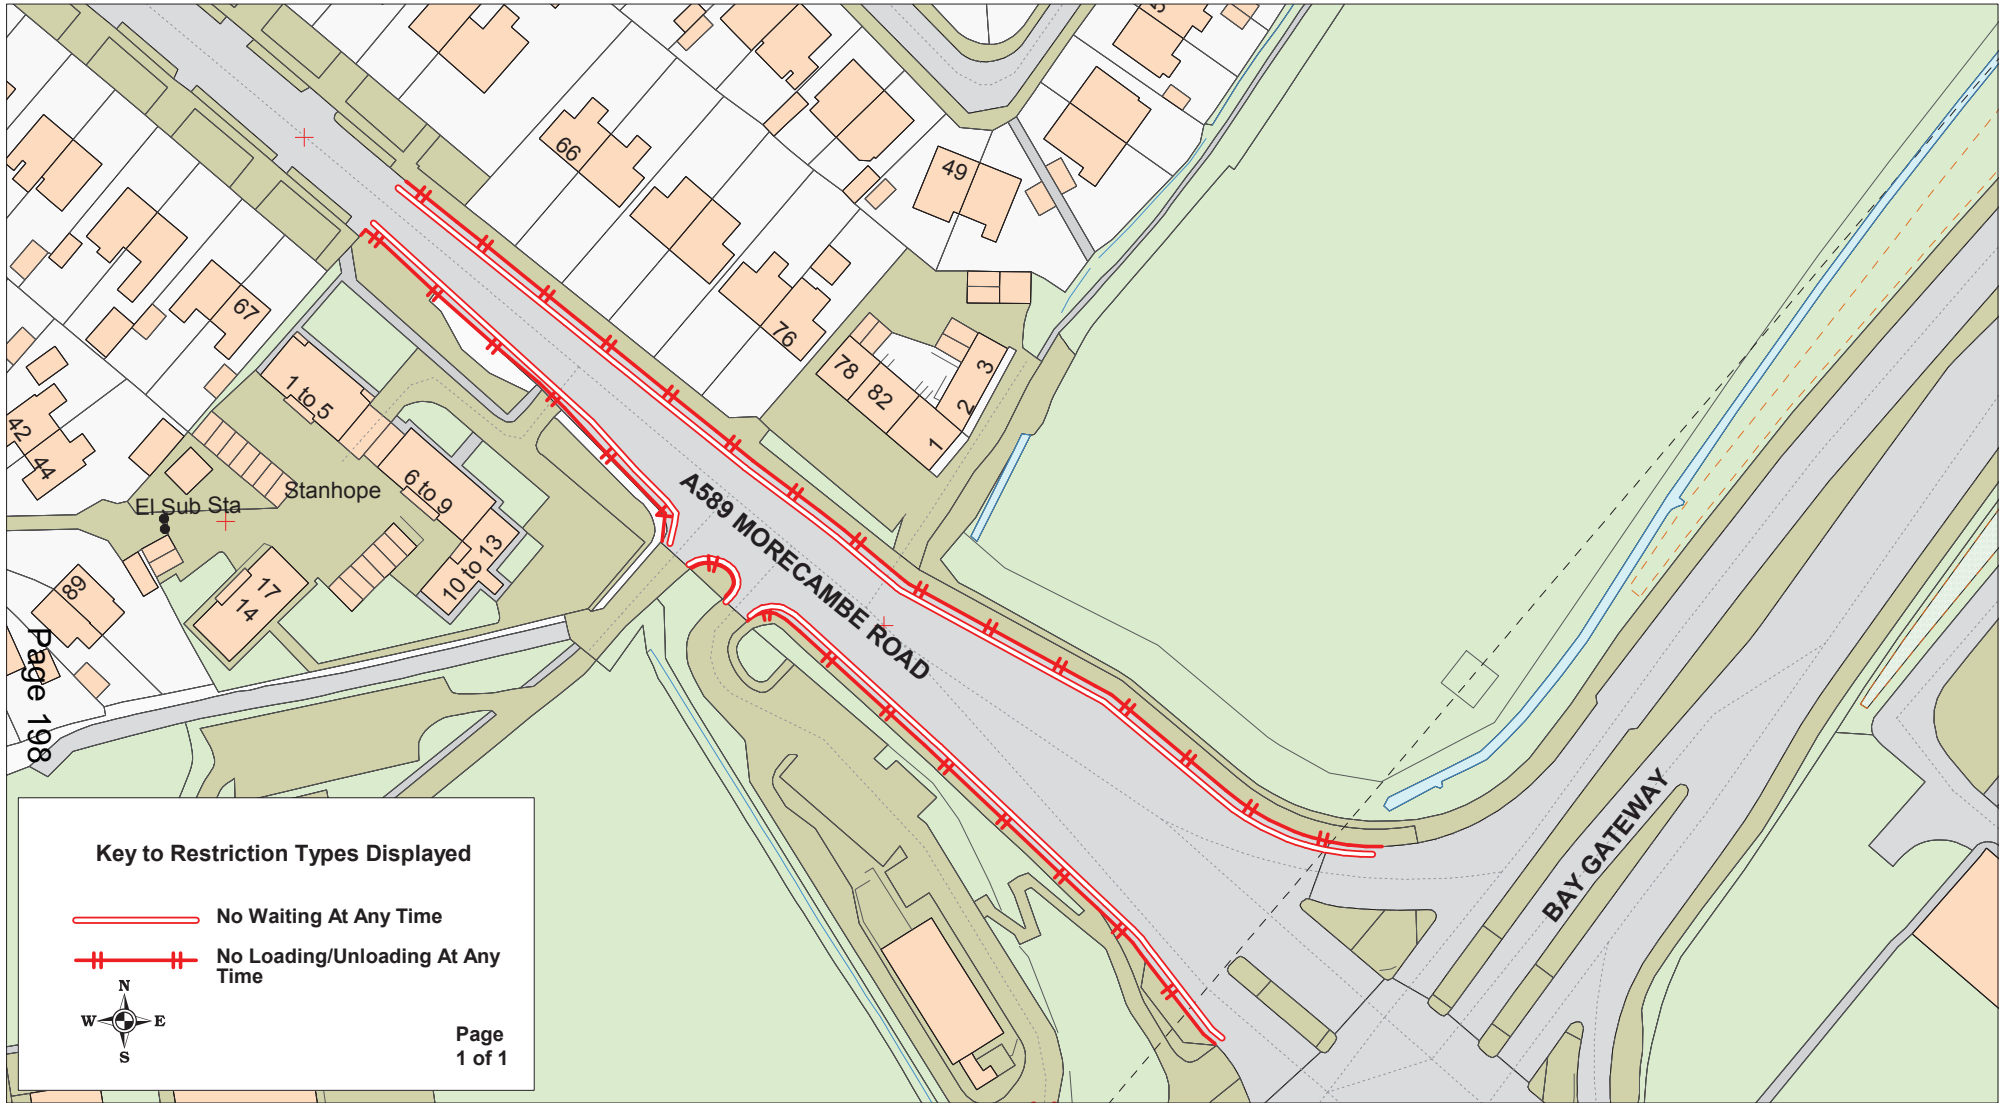 66
49
67
76
78
82
3
2
1
1 to 5
42
44
6 to 9
Stanhope
El Sub Sta
10 to 13
17
14
89
A589 MORECAMBE ROAD
BAY GATEWAY
Page 198
Key to Restriction Types Displayed
No Waiting At Any Time
No Loading/Unloading At Any
Time
N
W E
S
Page
1 of 1